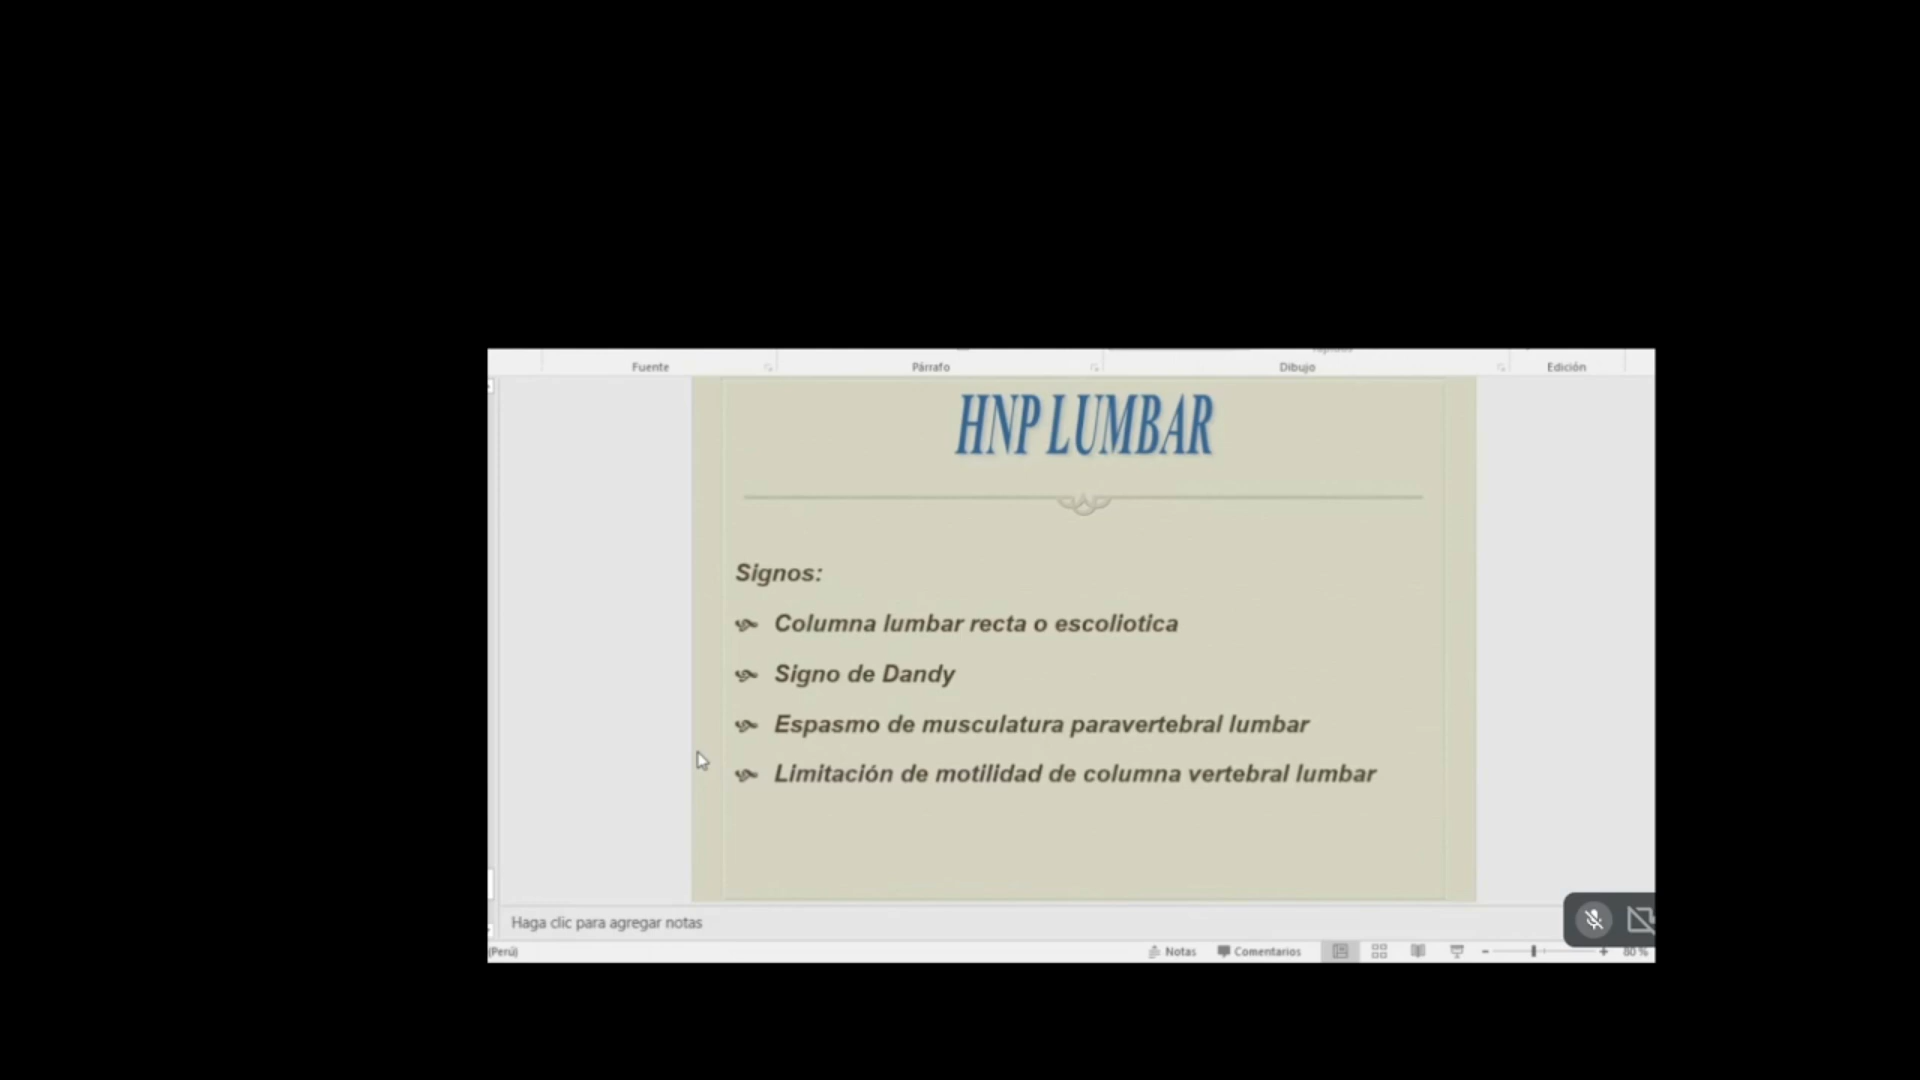 Fuente Párrafo Dibujo Edición
HNP LUMBAR
Signos:
Columna lumbar recta o escoliotica
Signo de Dandy
Espasmo de musculatura paravertebral lumbar
Limitación de motilidad de columna vertebral lumbar
Haga clic para agregar notas
(Perú) Notas Comentarios 80 %